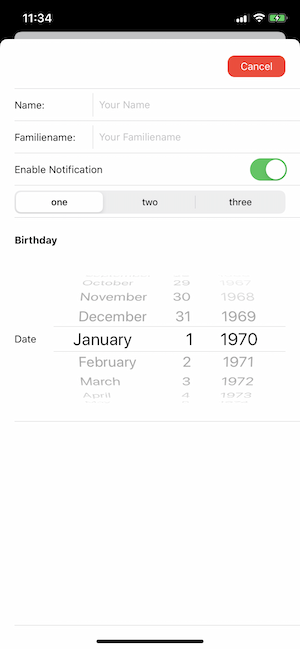 11:34
Cancel
Name: Your Name
Familiename: Your Familiename
Enable Notification
one two three
Birthday
October 29 1967
November 30 1968
December 31 1969
Date January 1 1970
February 2 1971
March 3 1972
April 4 1973